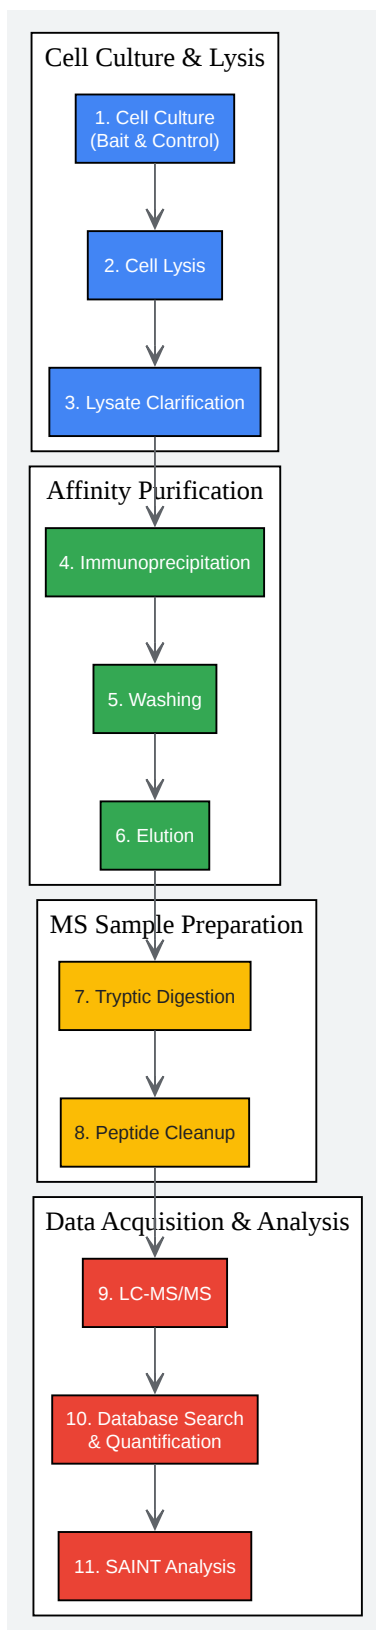 Cell Culture & Lysis
1. Cell Culture
(Bait & Control)
2. Cell Lysis
3. Lysate Clarification
Affinity Purification
4. Immunoprecipitation
5. Washing
6. Elution
MS Sample Preparation
7. Tryptic Digestion
8. Peptide Cleanup
Data Acquisition & Analysis
9. LC-MS/MS
10. Database Search
& Quantification
11. SAINT Analysis